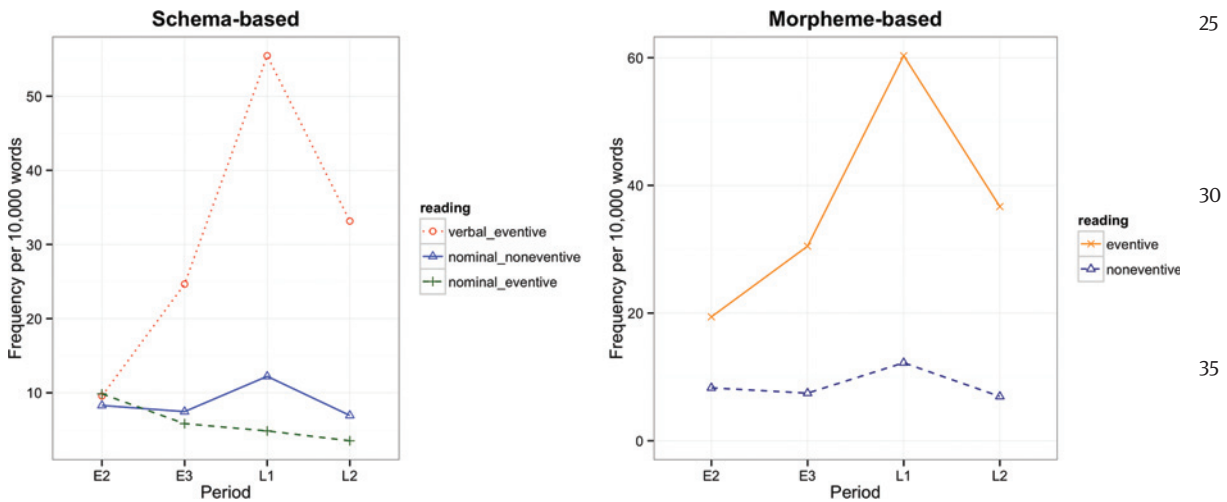 Schema-based
Frequency per 10,000 words
50
40
30
20
10
E2 E3 L1 L2
Period
reading
verbal_eventive
nominal_noneventive
nominal_eventive
Morpheme-based
Frequency per 10,000 words
60
40
20
0
E2 E3 L1 L2
Period
reading
eventive
noneventive
25
30
35